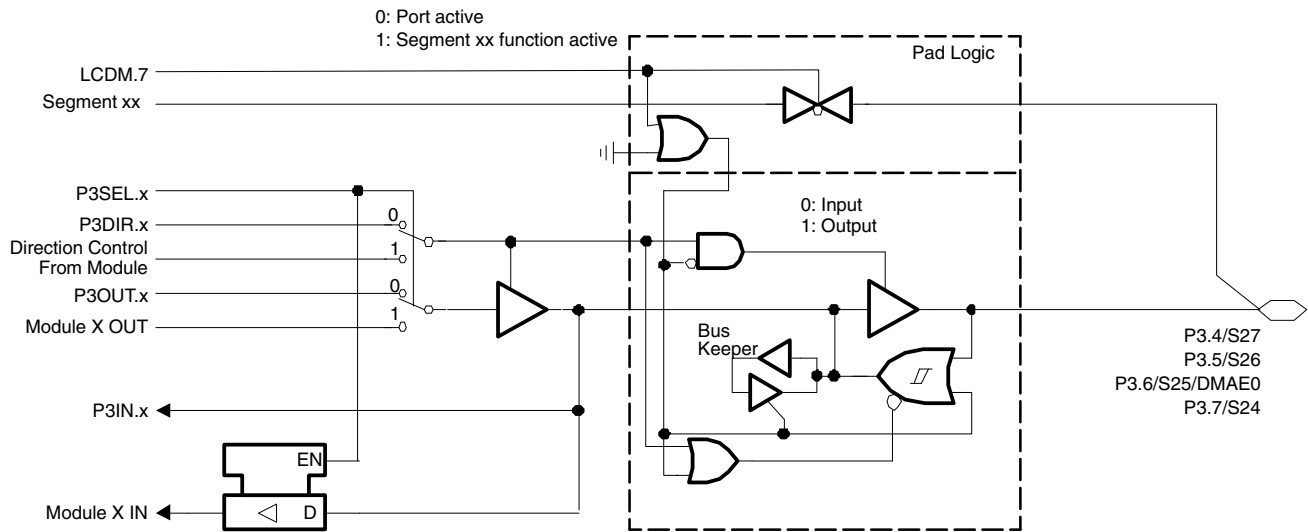 0: Port active
1: Segment xx function active
Pad Logic
LCDM.7
Segment xx
P3SEL.x
P3DIR.x
0
Direction Control
From Module
1
P3OUT.x
0
Module X OUT
1
0: Input
1: Output
Bus
Keeper
P3.4/S27
P3.5/S26
P3.6/S25/DMAE0
P3.7/S24
P3IN.x
EN
Module X IN
D